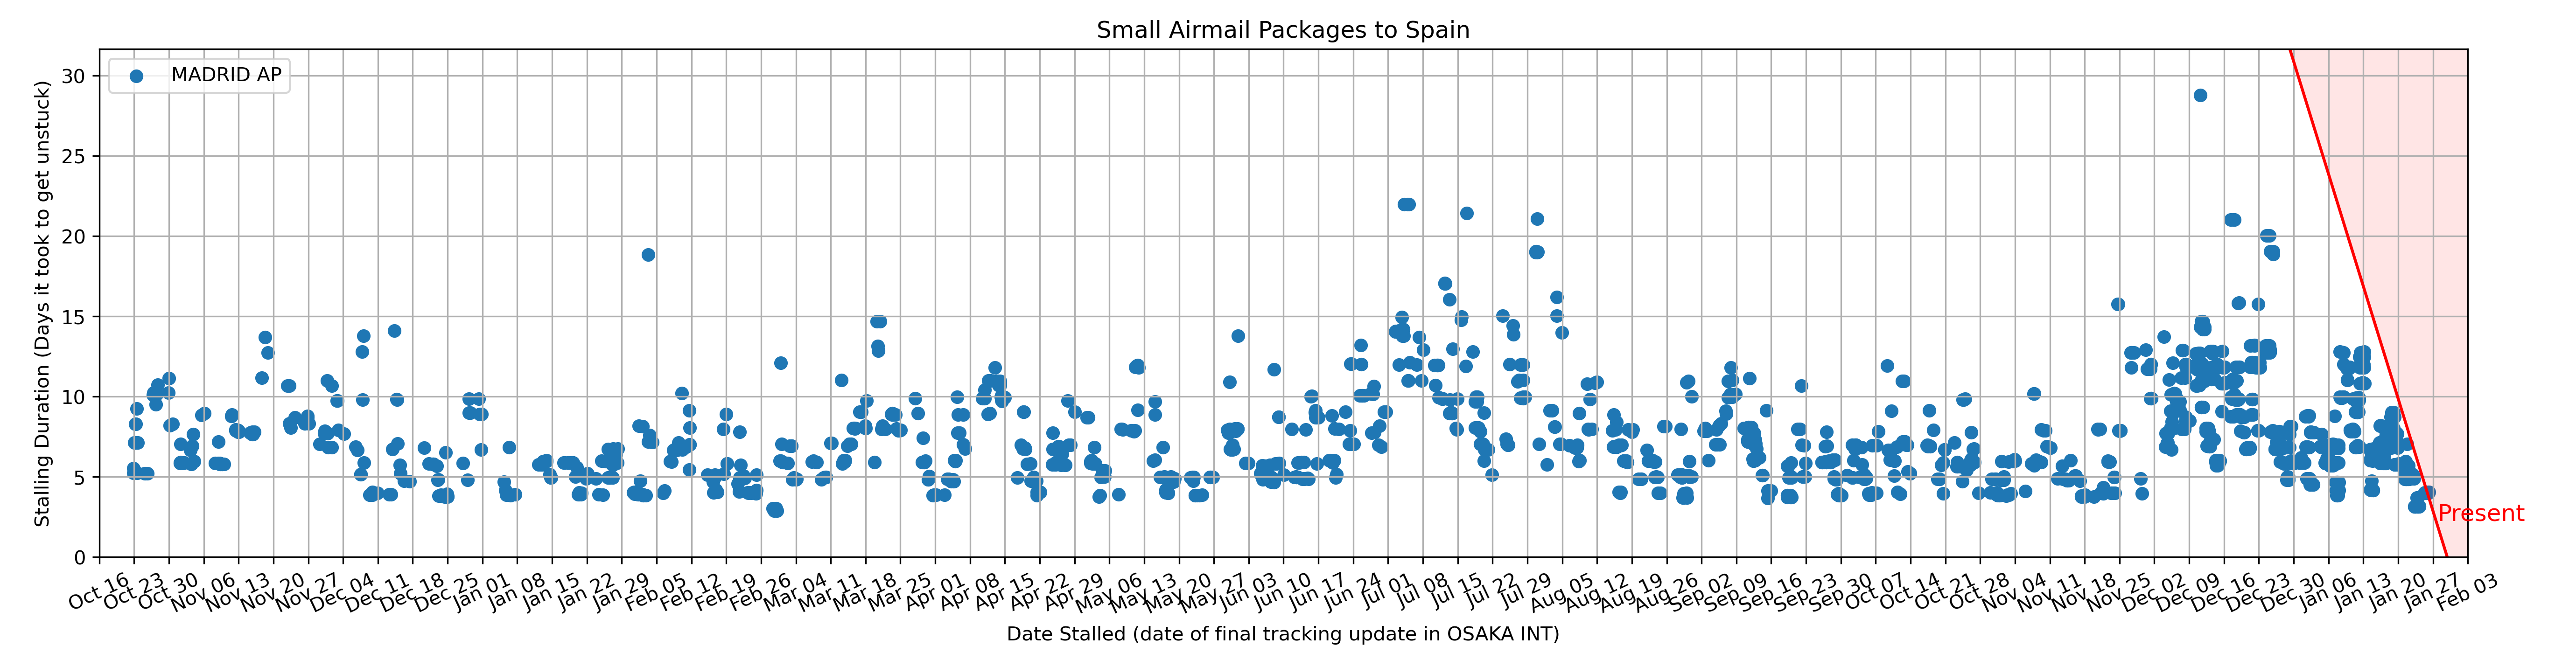 Small Airmail Packages to Spain
MADRID AP
Stalling Duration (Days it took to get unstuck)
30
25
20
15
10
5
0
Present
Oct 16
Oct 23
Oct 30
Nov 06
Nov 13
Nov 20
Nov 27
Dec 04
Dec 11
Dec 18
Dec 25
Jan 01
Jan 08
Jan 15
Jan 22
Jan 29
Feb 05
Feb 12
Feb 19
Feb 26
Mar 04
Mar 11
Mar 18
Mar 25
Apr 01
Apr 08
Apr 15
Apr 22
Apr 29
May 06
May 13
May 20
May 27
Jun 03
Jun 10
Jun 17
Jun 24
Jul 01
Jul 08
Jul 15
Jul 22
Jul 29
Aug 05
Aug 12
Aug 19
Aug 26
Sep 02
Sep 09
Sep 16
Sep 23
Sep 30
Oct 07
Oct 14
Oct 21
Oct 28
Nov 04
Nov 11
Nov 18
Nov 25
Dec 02
Dec 09
Dec 16
Dec 23
Dec 30
Jan 06
Jan 13
Jan 20
Jan 27
Feb 03
Date Stalled (date of final tracking update in OSAKA INT)